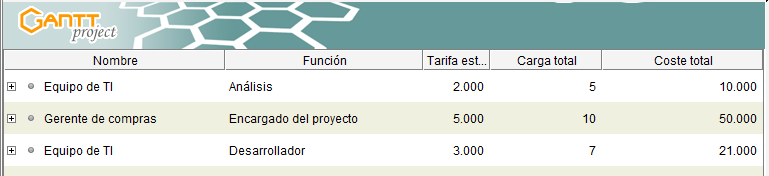 GANTT
project
Nombre Función Tarifa est... Carga total Coste total
Equipo de TI Análisis 2.000 5 10.000
Gerente de compras Encargado del proyecto 5.000 10 50.000
Equipo de TI Desarrollador 3.000 7 21.000